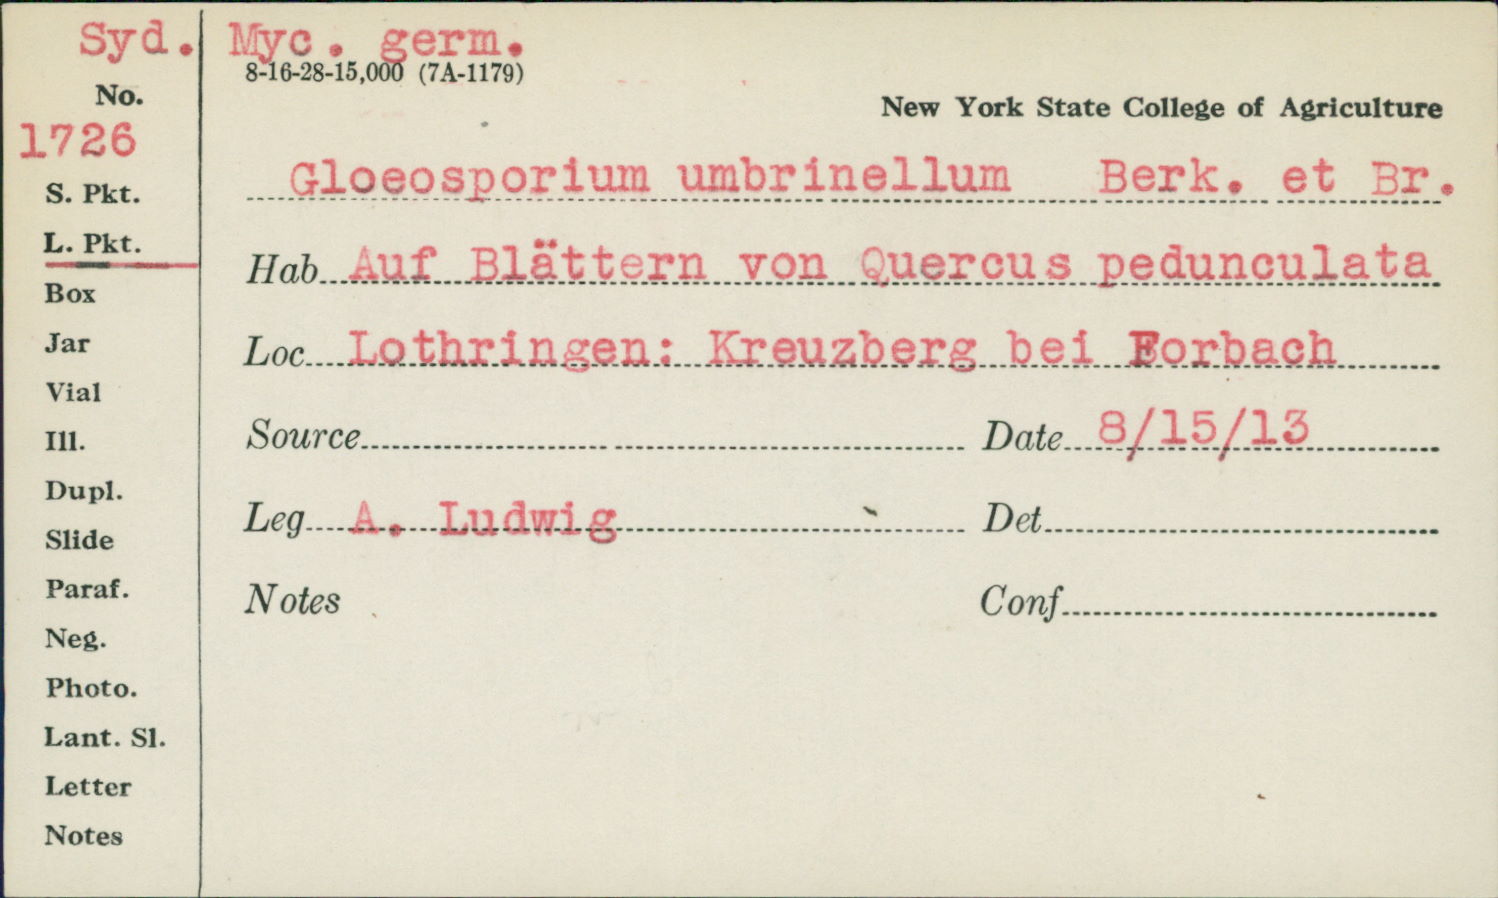 Syd. Myc. germ.
8-16-28-15,000 (7A-1179)
No.
New York State College of Agriculture
1726
Gloeosporium umbrinellum Berk. et Br.
S. Pkt.
L. Pkt.
Hab Auf Blättern von Quercus pedunculata
Box
Jar
Loc Lothringen: Kreuzberg bei Forbach
Vial
Ill.
Source Date 8/15/13
Dupl.
Leg A. Ludwig Det
Slide
Paraf.
Notes Conf
Neg.
Photo.
Lant. Sl.
Letter
Notes